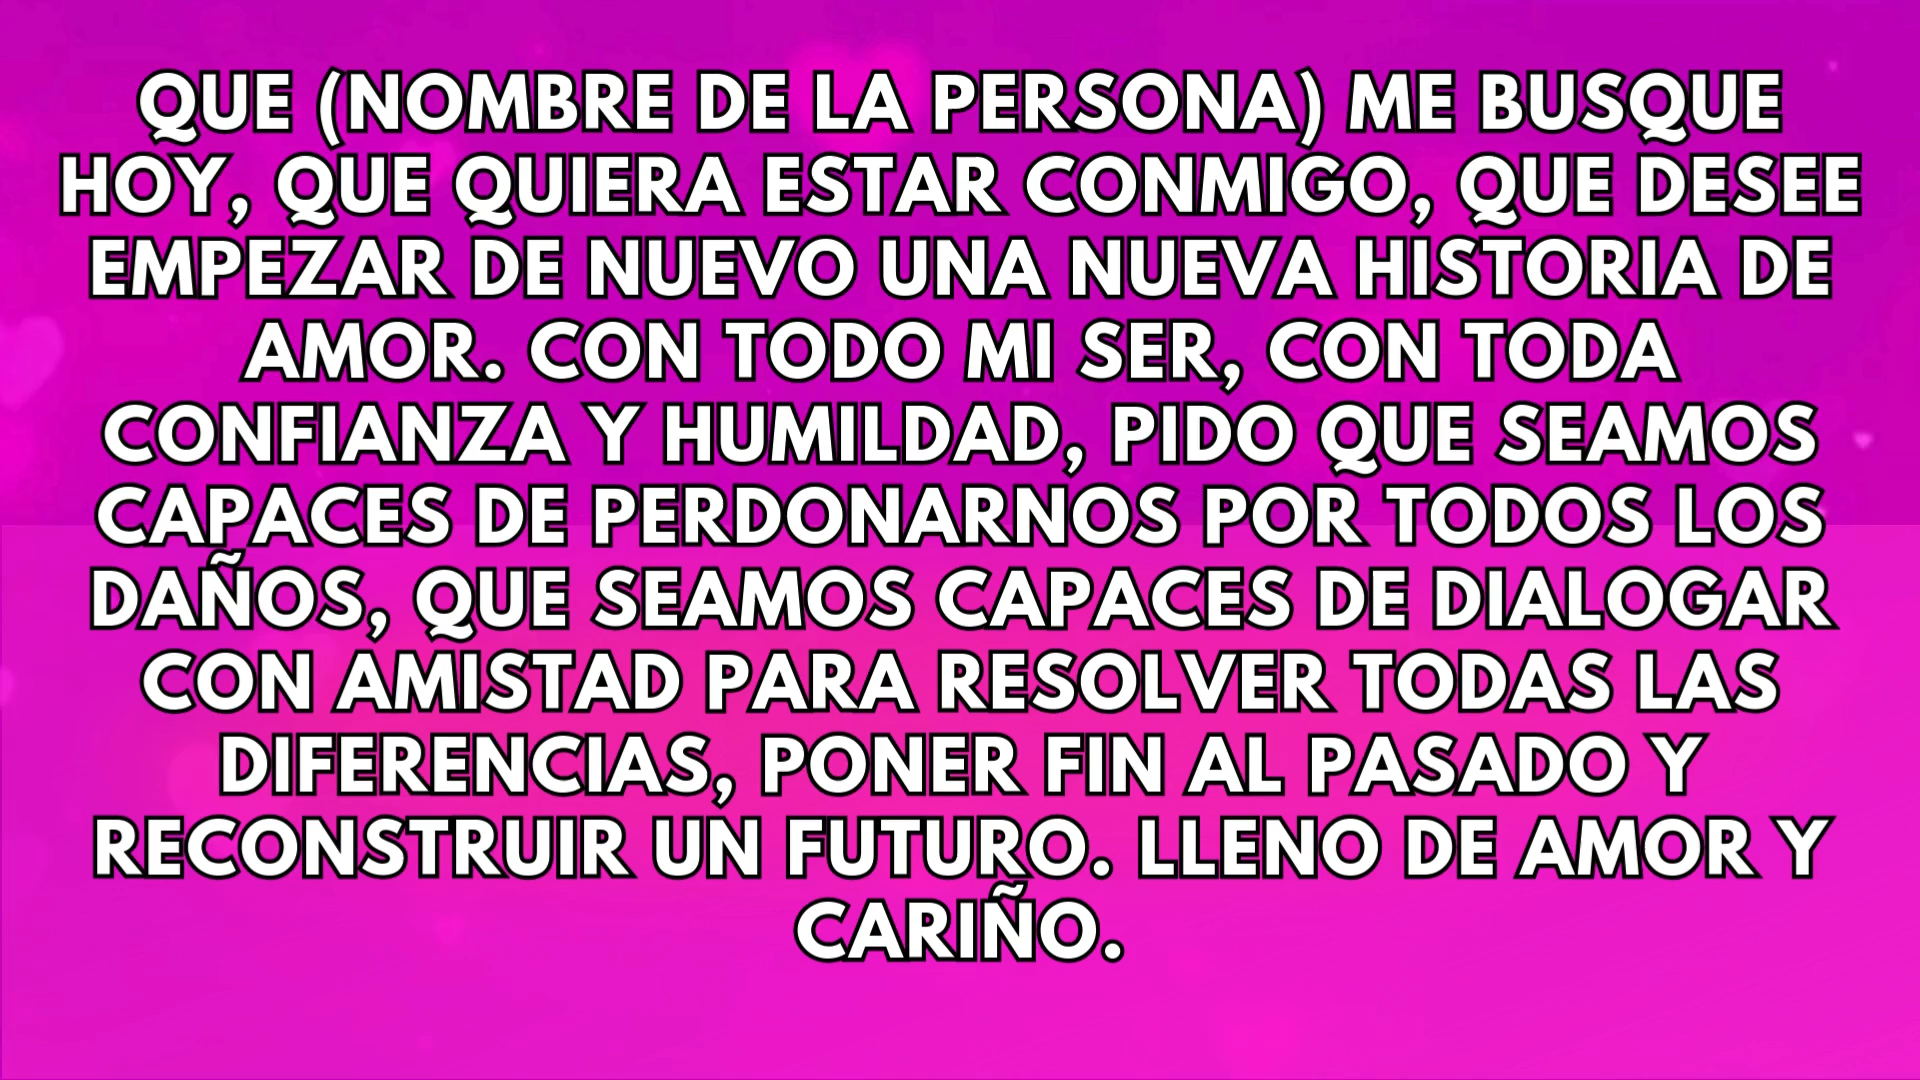 QUE (NOMBRE DE LA PERSONA) ME BUSQUE
HOY, QUE QUIERA ESTAR CONMIGO, QUE DESEE
EMPEZAR DE NUEVO UNA NUEVA HISTORIA DE
AMOR. CON TODO MI SER, CON TODA
CONFIANZA Y HUMILDAD, PIDO QUE SEAMOS
CAPACES DE PERDONARNOS POR TODOS LOS
DAÑOS, QUE SEAMOS CAPACES DE DIALOGAR
CON AMISTAD PARA RESOLVER TODAS LAS
DIFERENCIAS, PONER FIN AL PASADO Y
RECONSTRUIR UN FUTURO. LLENO DE AMOR Y
CARIÑO.